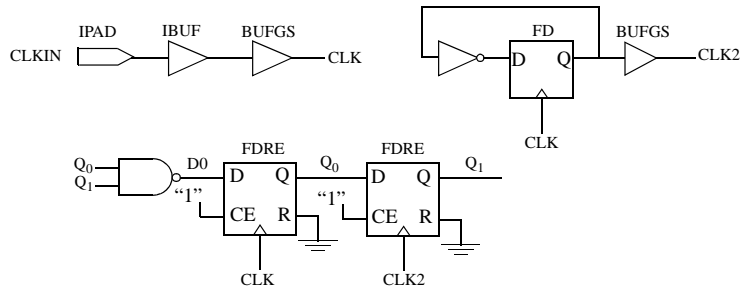 IPAD IBUF BUFGS FD BUFGS
CLKIN CLK D Q CLK2
CLK
FDRE FDRE
Q0 D0 Q0 Q1
Q1 D Q D Q
“1” CE R “1” CE R
CLK CLK2